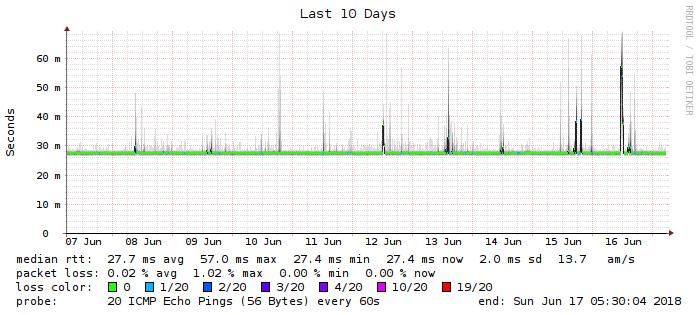 Last 10 Days
RRDTOOL / TOBI OETIKER
Seconds
60 m
50 m
40 m
30 m
20 m
10 m
0
07 Jun 08 Jun 09 Jun 10 Jun 11 Jun 12 Jun 13 Jun 14 Jun 15 Jun 16 Jun
median rtt: 27.7 ms avg 57.0 ms max 27.4 ms min 27.4 ms now 2.0 ms sd 13.7 am/s
packet loss: 0.02 % avg 1.02 % max 0.00 % min 0.00 % now
loss color: 0 1/20 2/20 3/20 4/20 10/20 19/20
probe: 20 ICMP Echo Pings (56 Bytes) every 60s end: Sun Jun 17 05:30:04 2018